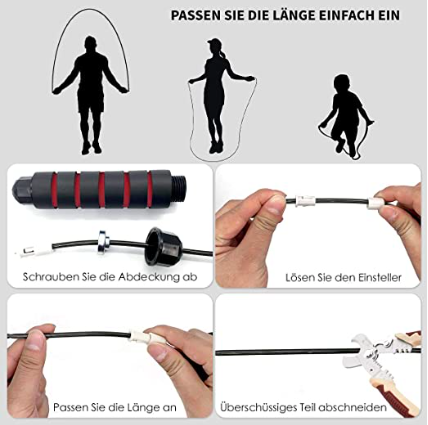 PASSEN SIE DIE LÄNGE EINFACH EIN
Schrauben Sie die Abdeckung ab
Lösen Sie den Einsteller
Passen Sie die Länge an
Überschüssiges Teil abschneiden